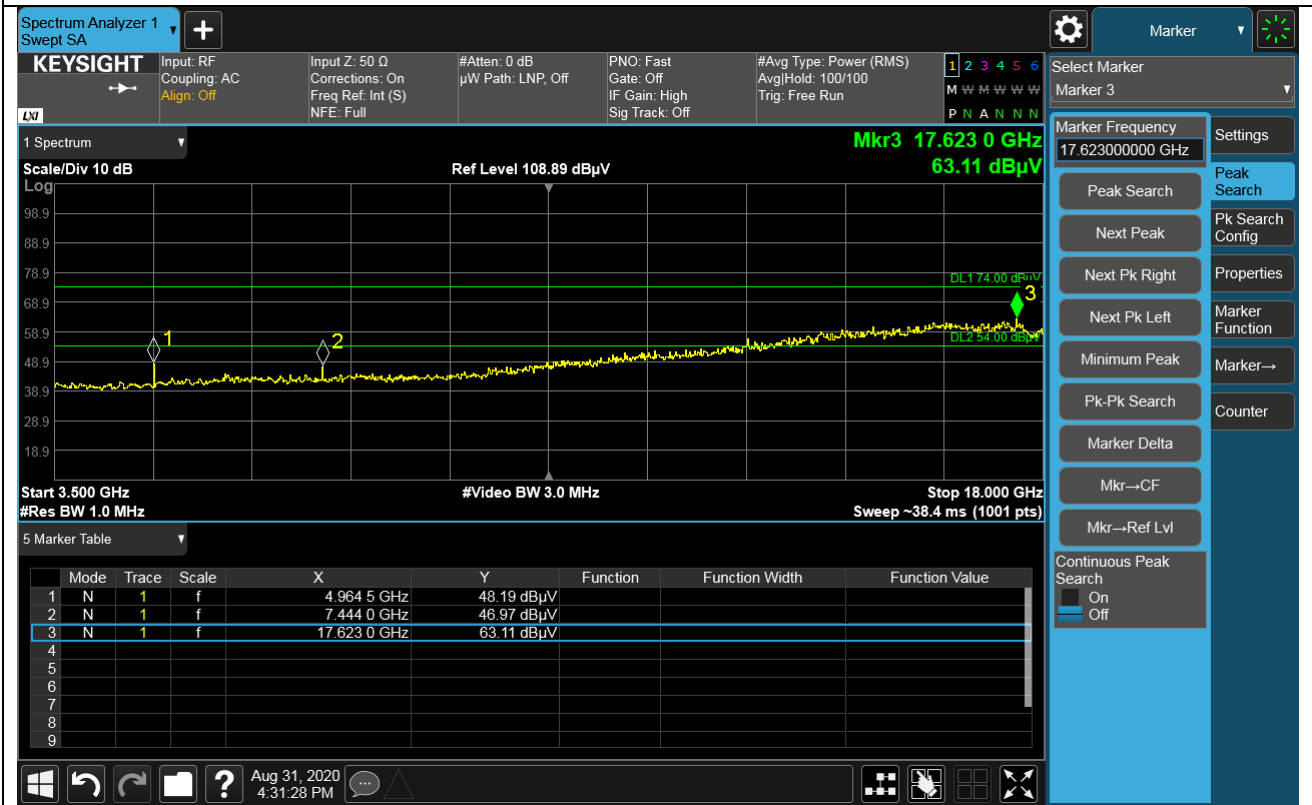 Spectrum Analyzer 1
Swept SA
Marker
KEYSIGHT
LXI
Input: RF
Coupling: AC
Align: Off
Input Z: 50 Ω
Corrections: On
Freq Ref: Int (S)
NFE: Full
#Atten: 0 dB
µW Path: LNP, Off
PNO: Fast
Gate: Off
IF Gain: High
Sig Track: Off
#Avg Type: Power (RMS)
Avg|Hold: 100/100
Trig: Free Run
1 2 3 4 5 6
M W M W W W
P N A N N N
Select Marker
Marker 3
1 Spectrum
Mkr3 17.623 0 GHz
Scale/Div 10 dB
Ref Level 108.89 dBµV
63.11 dBµV
Log
98.9
88.9
78.9
68.9
58.9
48.9
38.9
28.9
18.9
DL1 74.00 dBµV
DL2 54.00 dBµV
1
2
3
Start 3.500 GHz
#Video BW 3.0 MHz
Stop 18.000 GHz
#Res BW 1.0 MHz
Sweep ~38.4 ms (1001 pts)
Marker Frequency
17.623000000 GHz
Peak Search
Next Peak
Next Pk Right
Next Pk Left
Minimum Peak
Pk-Pk Search
Marker Delta
Mkr→CF
Mkr→Ref Lvl
Continuous Peak
Search
On
Off
Settings
Peak
Search
Pk Search
Config
Properties
Marker
Function
Marker→
Counter
5 Marker Table
Mode Trace Scale X Y Function Function Width Function Value
1 N 1 f 4.964 5 GHz 48.19 dBµV
2 N 1 f 7.444 0 GHz 46.97 dBµV
3 N 1 f 17.623 0 GHz 63.11 dBµV
4
5
6
7
8
9
?
Aug 31, 2020
4:31:28 PM